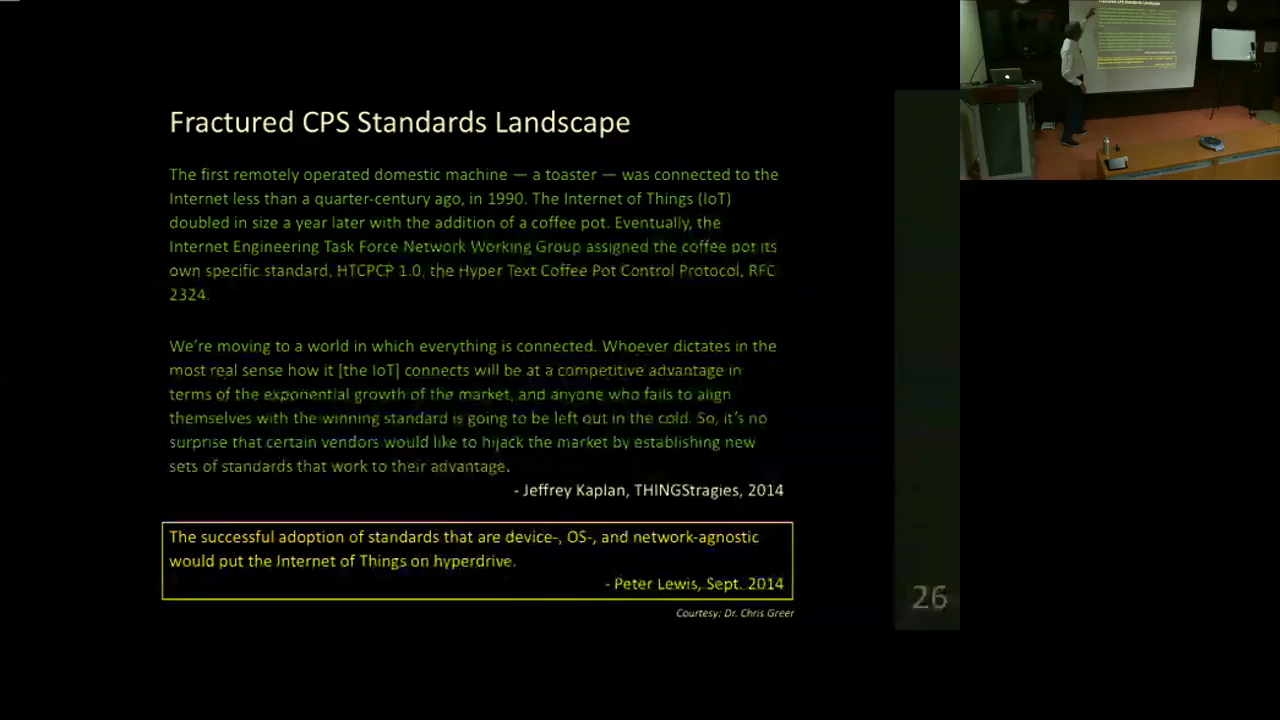 Fractured CPS Standards Landscape
The first remotely operated domestic machine — a toaster — was connected to the
Internet less than a quarter-century ago, in 1990. The Internet of Things (IoT)
doubled in size a year later with the addition of a coffee pot. Eventually, the
Internet Engineering Task Force Network Working Group assigned the coffee pot its
own specific standard, HTCPCP 1.0, the Hyper Text Coffee Pot Control Protocol, RFC
2324.
We're moving to a world in which everything is connected. Whoever dictates in the
most real sense how it [the IoT] connects will be at a competitive advantage in
terms of the exponential growth of the market, and anyone who fails to align
themselves with the winning standard is going to be left out in the cold. So, it's no
surprise that certain vendors would like to hijack the market by establishing new
sets of standards that work to their advantage.
- Jeffrey Kaplan, THINGStragies, 2014
The successful adoption of standards that are device-, OS-, and network-agnostic
would put the Internet of Things on hyperdrive.
- Peter Lewis, Sept. 2014
Courtesy: Dr. Chris Greer
26